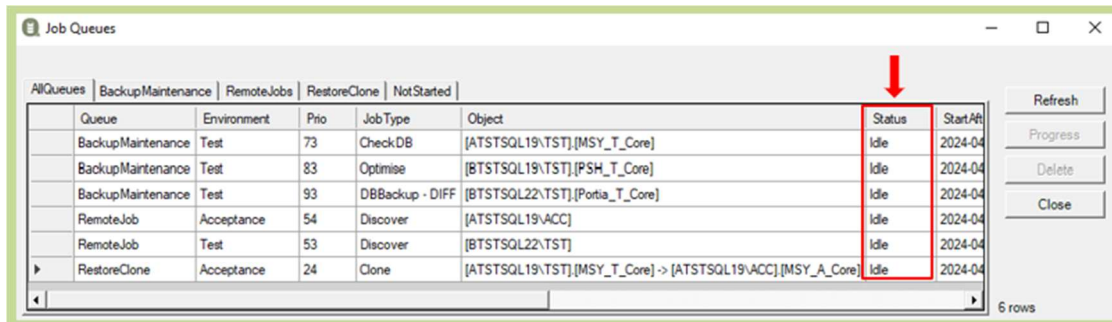 Job Queues
AllQueues BackupMaintenance RemoteJobs RestoreClone NotStarted
Queue Environment Prio JobType Object Status StartAft
BackupMaintenance Test 73 CheckDB [ATSTSQL19\TST].[MSY_T_Core] Idle 2024-04
BackupMaintenance Test 83 Optimise [BTSTSQL19\TST].[PSH_T_Core] Idle 2024-04
BackupMaintenance Test 93 DBBackup - DIFF [BTSTSQL22\TST].[Portia_T_Core] Idle 2024-04
RemoteJob Acceptance 54 Discover [ATSTSQL19\ACC] Idle 2024-04
RemoteJob Test 53 Discover [BTSTSQL22\TST] Idle 2024-04
RestoreClone Acceptance 24 Clone [ATSTSQL19\TST].[MSY_T_Core] -> [ATSTSQL19\ACC].[MSY_A_Core] Idle 2024-04
Refresh
Progress
Delete
Close
6 rows